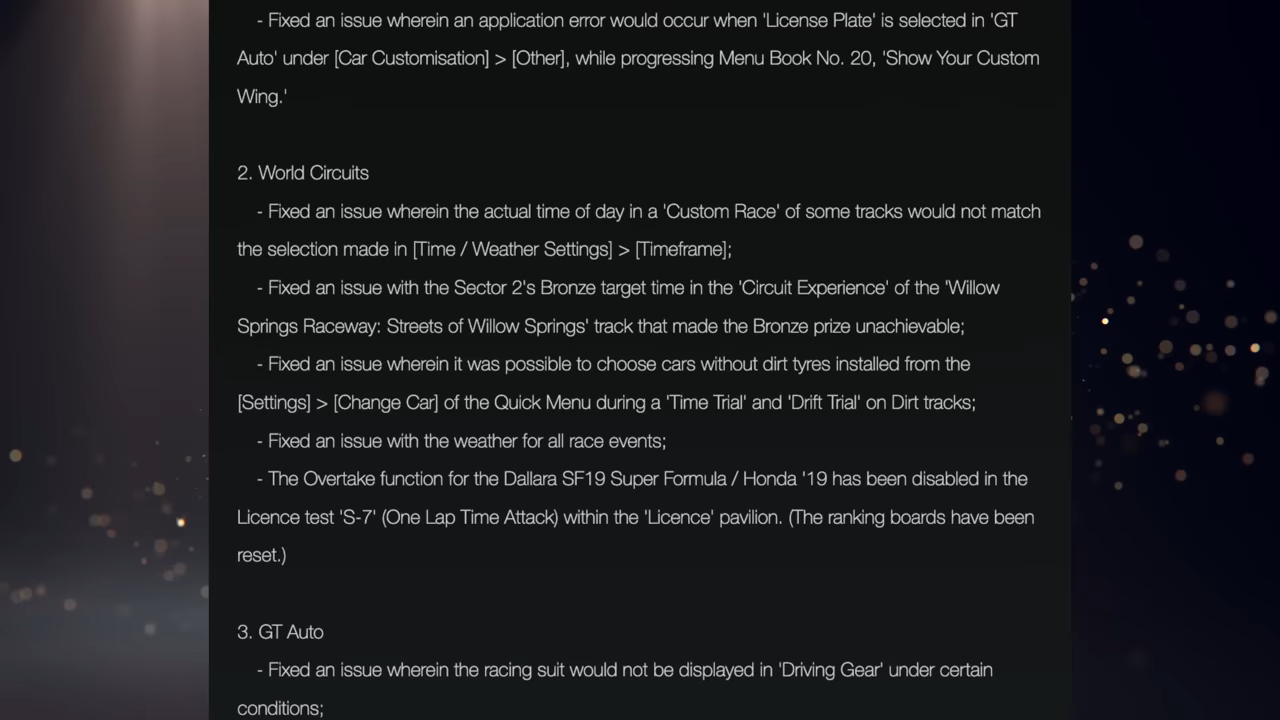 - Fixed an issue wherein an application error would occur when 'License Plate' is selected in 'GT
Auto' under [Car Customisation] > [Other], while progressing Menu Book No. 20, 'Show Your Custom
Wing.'
2. World Circuits
- Fixed an issue wherein the actual time of day in a 'Custom Race' of some tracks would not match
the selection made in [Time / Weather Settings] > [Timeframe];
- Fixed an issue with the Sector 2's Bronze target time in the 'Circuit Experience' of the 'Willow
Springs Raceway: Streets of Willow Springs' track that made the Bronze prize unachievable;
- Fixed an issue wherein it was possible to choose cars without dirt tyres installed from the
[Settings] > [Change Car] of the Quick Menu during a 'Time Trial' and 'Drift Trial' on Dirt tracks;
- Fixed an issue with the weather for all race events;
- The Overtake function for the Dallara SF19 Super Formula / Honda '19 has been disabled in the
Licence test 'S-7' (One Lap Time Attack) within the 'Licence' pavilion. (The ranking boards have been
reset.)
3. GT Auto
- Fixed an issue wherein the racing suit would not be displayed in 'Driving Gear' under certain
conditions;